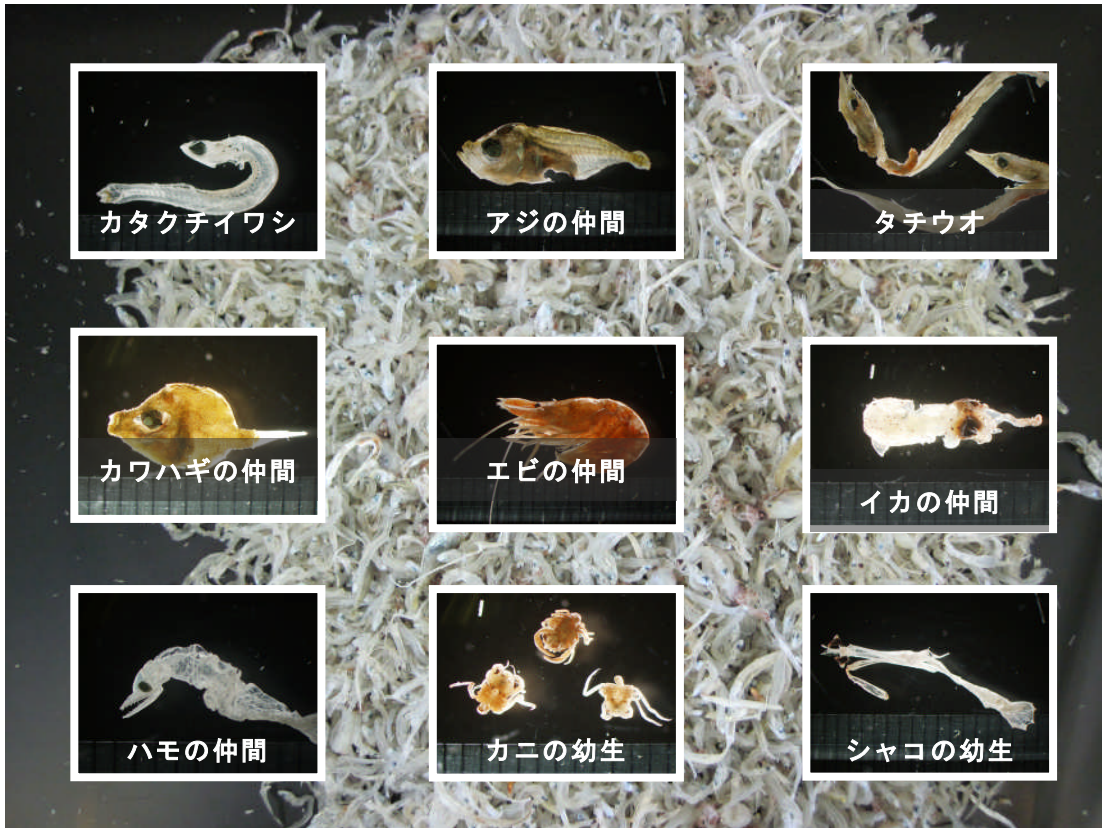 カタクチイワシ
アジの仲間
タチウオ
カワハギの仲間
エビの仲間
イカの仲間
ハモの仲間
カニの幼生
シャコの幼生